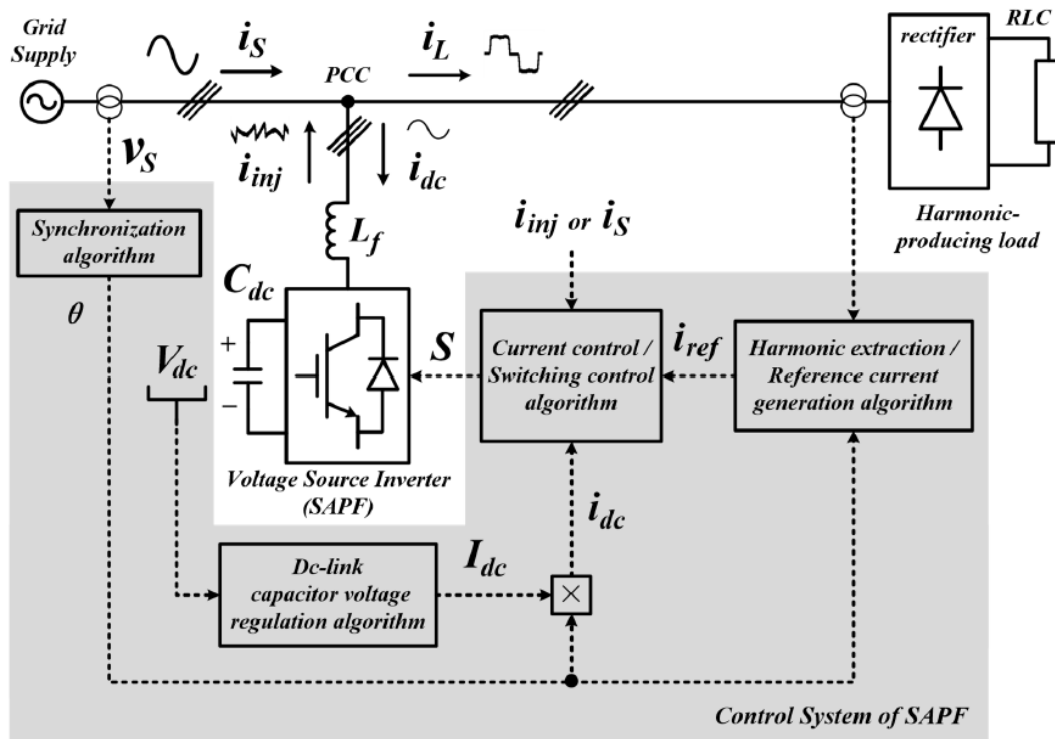 Grid
Supply
i_S
PCC
i_L
rectifier
RLC
v_S
i_inj
i_dc
Harmonic-
producing load
Synchronization
algorithm
θ
L_f
i_inj or i_S
C_dc
+
−
V_dc
S
Current control /
Switching control
algorithm
i_ref
Harmonic extraction /
Reference current
generation algorithm
Voltage Source Inverter
(SAPF)
i_dc
Dc-link
capacitor voltage
regulation algorithm
I_dc
×
Control System of SAPF